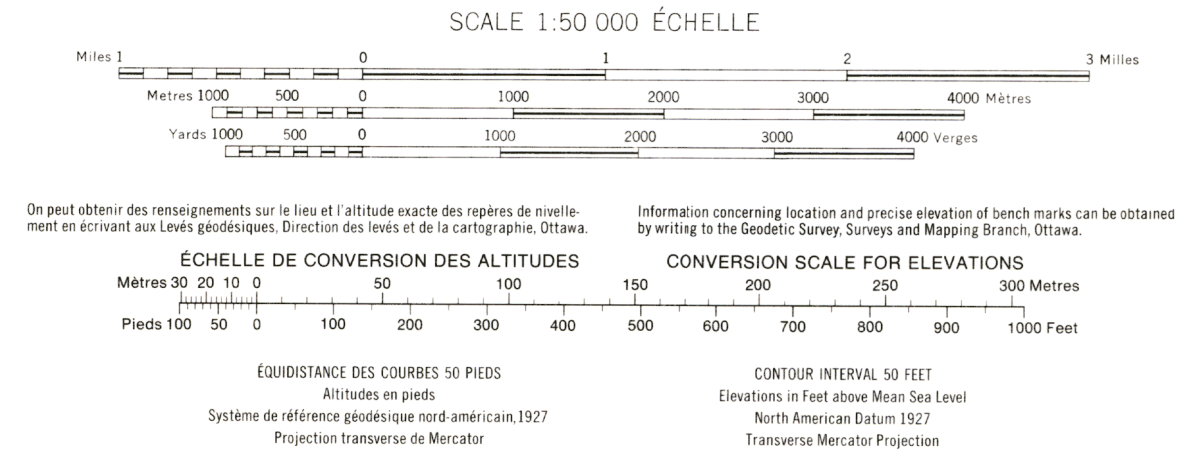 SCALE 1:50 000 ÉCHELLE
Miles 1 0 1 2 3 Milles
Metres 1000 500 0 1000 2000 3000 4000 Mètres
Yards 1000 500 0 1000 2000 3000 4000 Verges
On peut obtenir des renseignements sur le lieu et l'altitude exacte des repères de nivelle-
ment en écrivant aux Levés géodésiques, Direction des levés et de la cartographie, Ottawa.
Information concerning location and precise elevation of bench marks can be obtained
by writing to the Geodetic Survey, Surveys and Mapping Branch, Ottawa.
ÉCHELLE DE CONVERSION DES ALTITUDES
CONVERSION SCALE FOR ELEVATIONS
Mètres 30 20 10 0 50 100 150 200 250 300 Metres
Pieds 100 50 0 100 200 300 400 500 600 700 800 900 1000 Feet
ÉQUIDISTANCE DES COURBES 50 PIEDS
Altitudes en pieds
Système de référence géodésique nord-américain, 1927
Projection transverse de Mercator
CONTOUR INTERVAL 50 FEET
Elevations in Feet above Mean Sea Level
North American Datum 1927
Transverse Mercator Projection